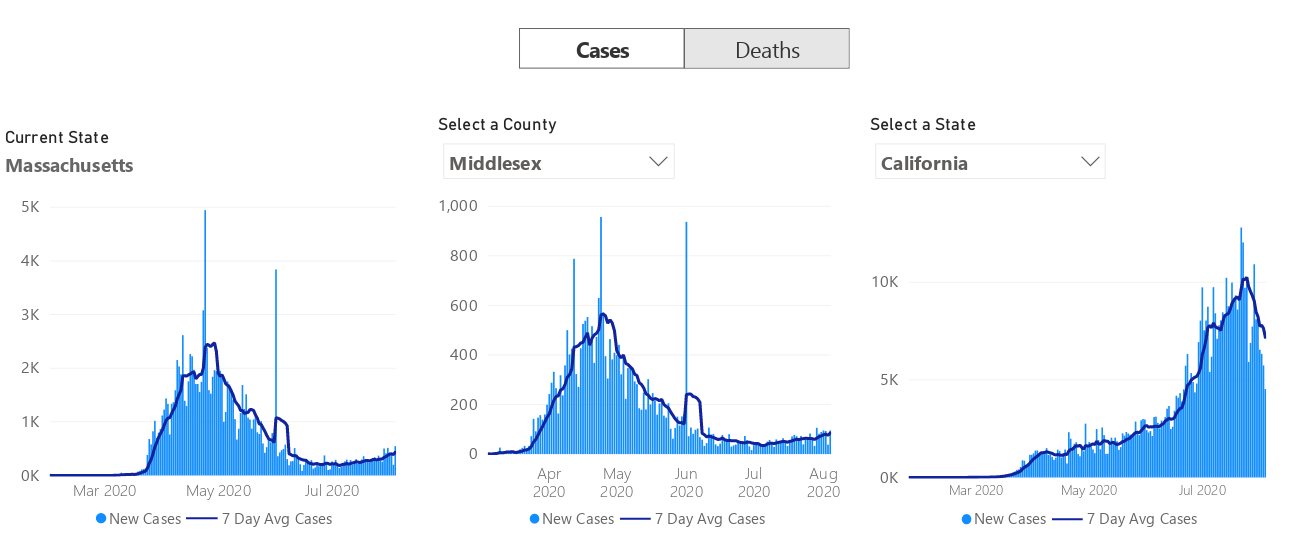 Cases
Deaths
Current State
Massachusetts
5K
4K
3K
2K
1K
0K
Mar 2020
May 2020
Jul 2020
New Cases
7 Day Avg Cases
Select a County
Middlesex
1,000
800
600
400
200
0
Apr 2020
May 2020
Jun 2020
Jul 2020
Aug 2020
New Cases
7 Day Avg Cases
Select a State
California
10K
5K
0K
Mar 2020
May 2020
Jul 2020
New Cases
7 Day Avg Cases